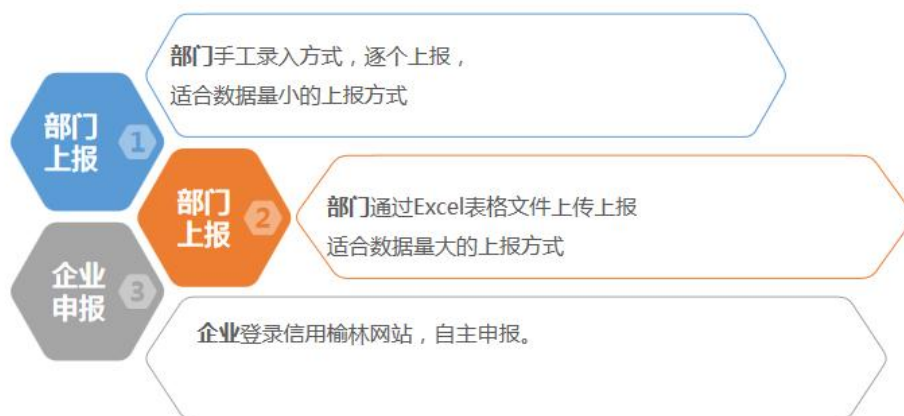 部门手工录入方式，逐个上报，
适合数据量小的上报方式
部门
上报
1
部门
上报
2
部门通过Excel表格文件上传上报
适合数据量大的上报方式
企业
申报
3
企业登录信用榆林网站，自主申报。